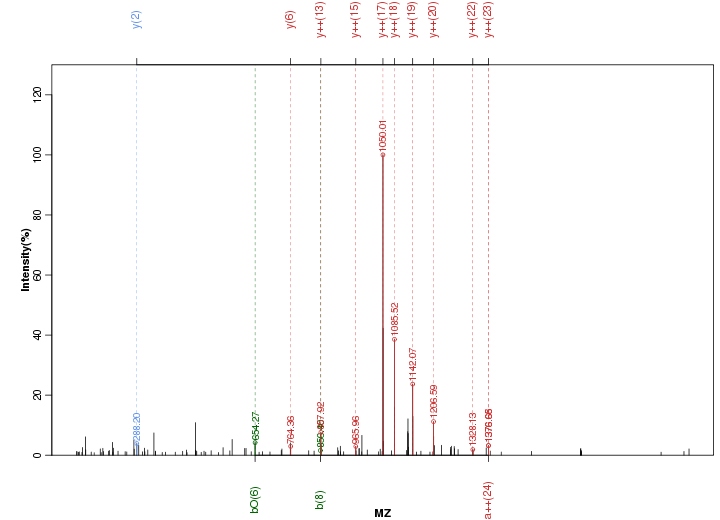 y(2)
y(6)
y++(13)
y++(15)
y++(17)
y++(18)
y++(19)
y++(20)
y++(22)
y++(23)
Intensity(%)
0
20
40
60
80
100
120
288.20
654.27
764.36
965.96
1050.01
1085.52
1142.07
1206.59
1328.13
bO(6)
b(8)
a++(24)
MZ